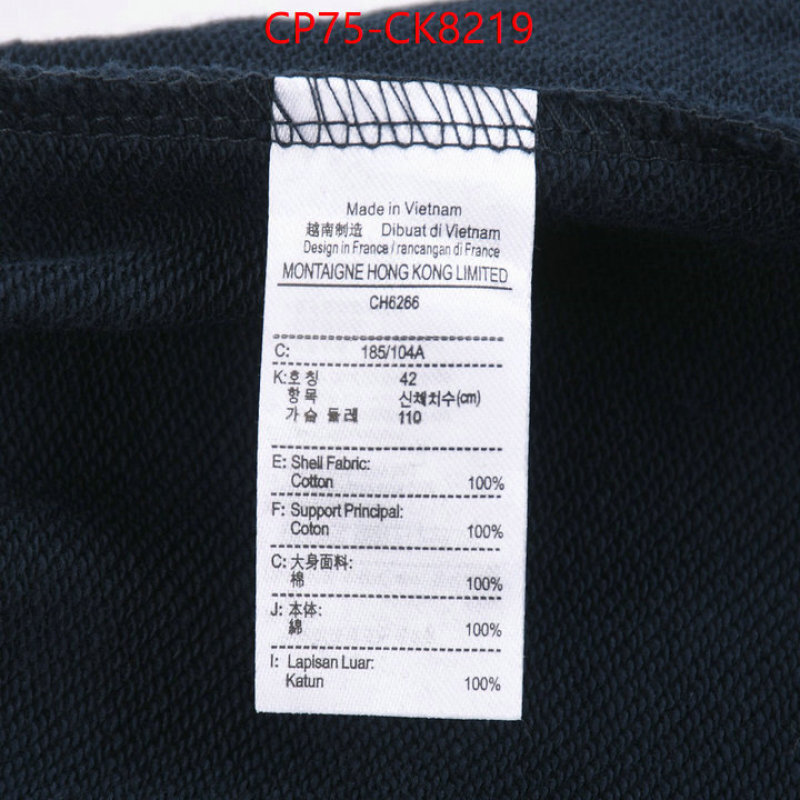 CP75-CK8219
Made in Vietnam
越南制造 Dibuat di Vietnam
Design in France / rancangan di France
MONTAIGNE HONG KONG LIMITED
CH6266
C: 185/104A
K:호칭 42
항목 신체치수(cm)
가슴 둘레 110
E: Shell Fabric:
Cotton 100%
F: Support Principal:
Coton 100%
C: 大身面料:
棉 100%
J: 本体:
綿 100%
I: Lapisan Luar:
Katun 100%